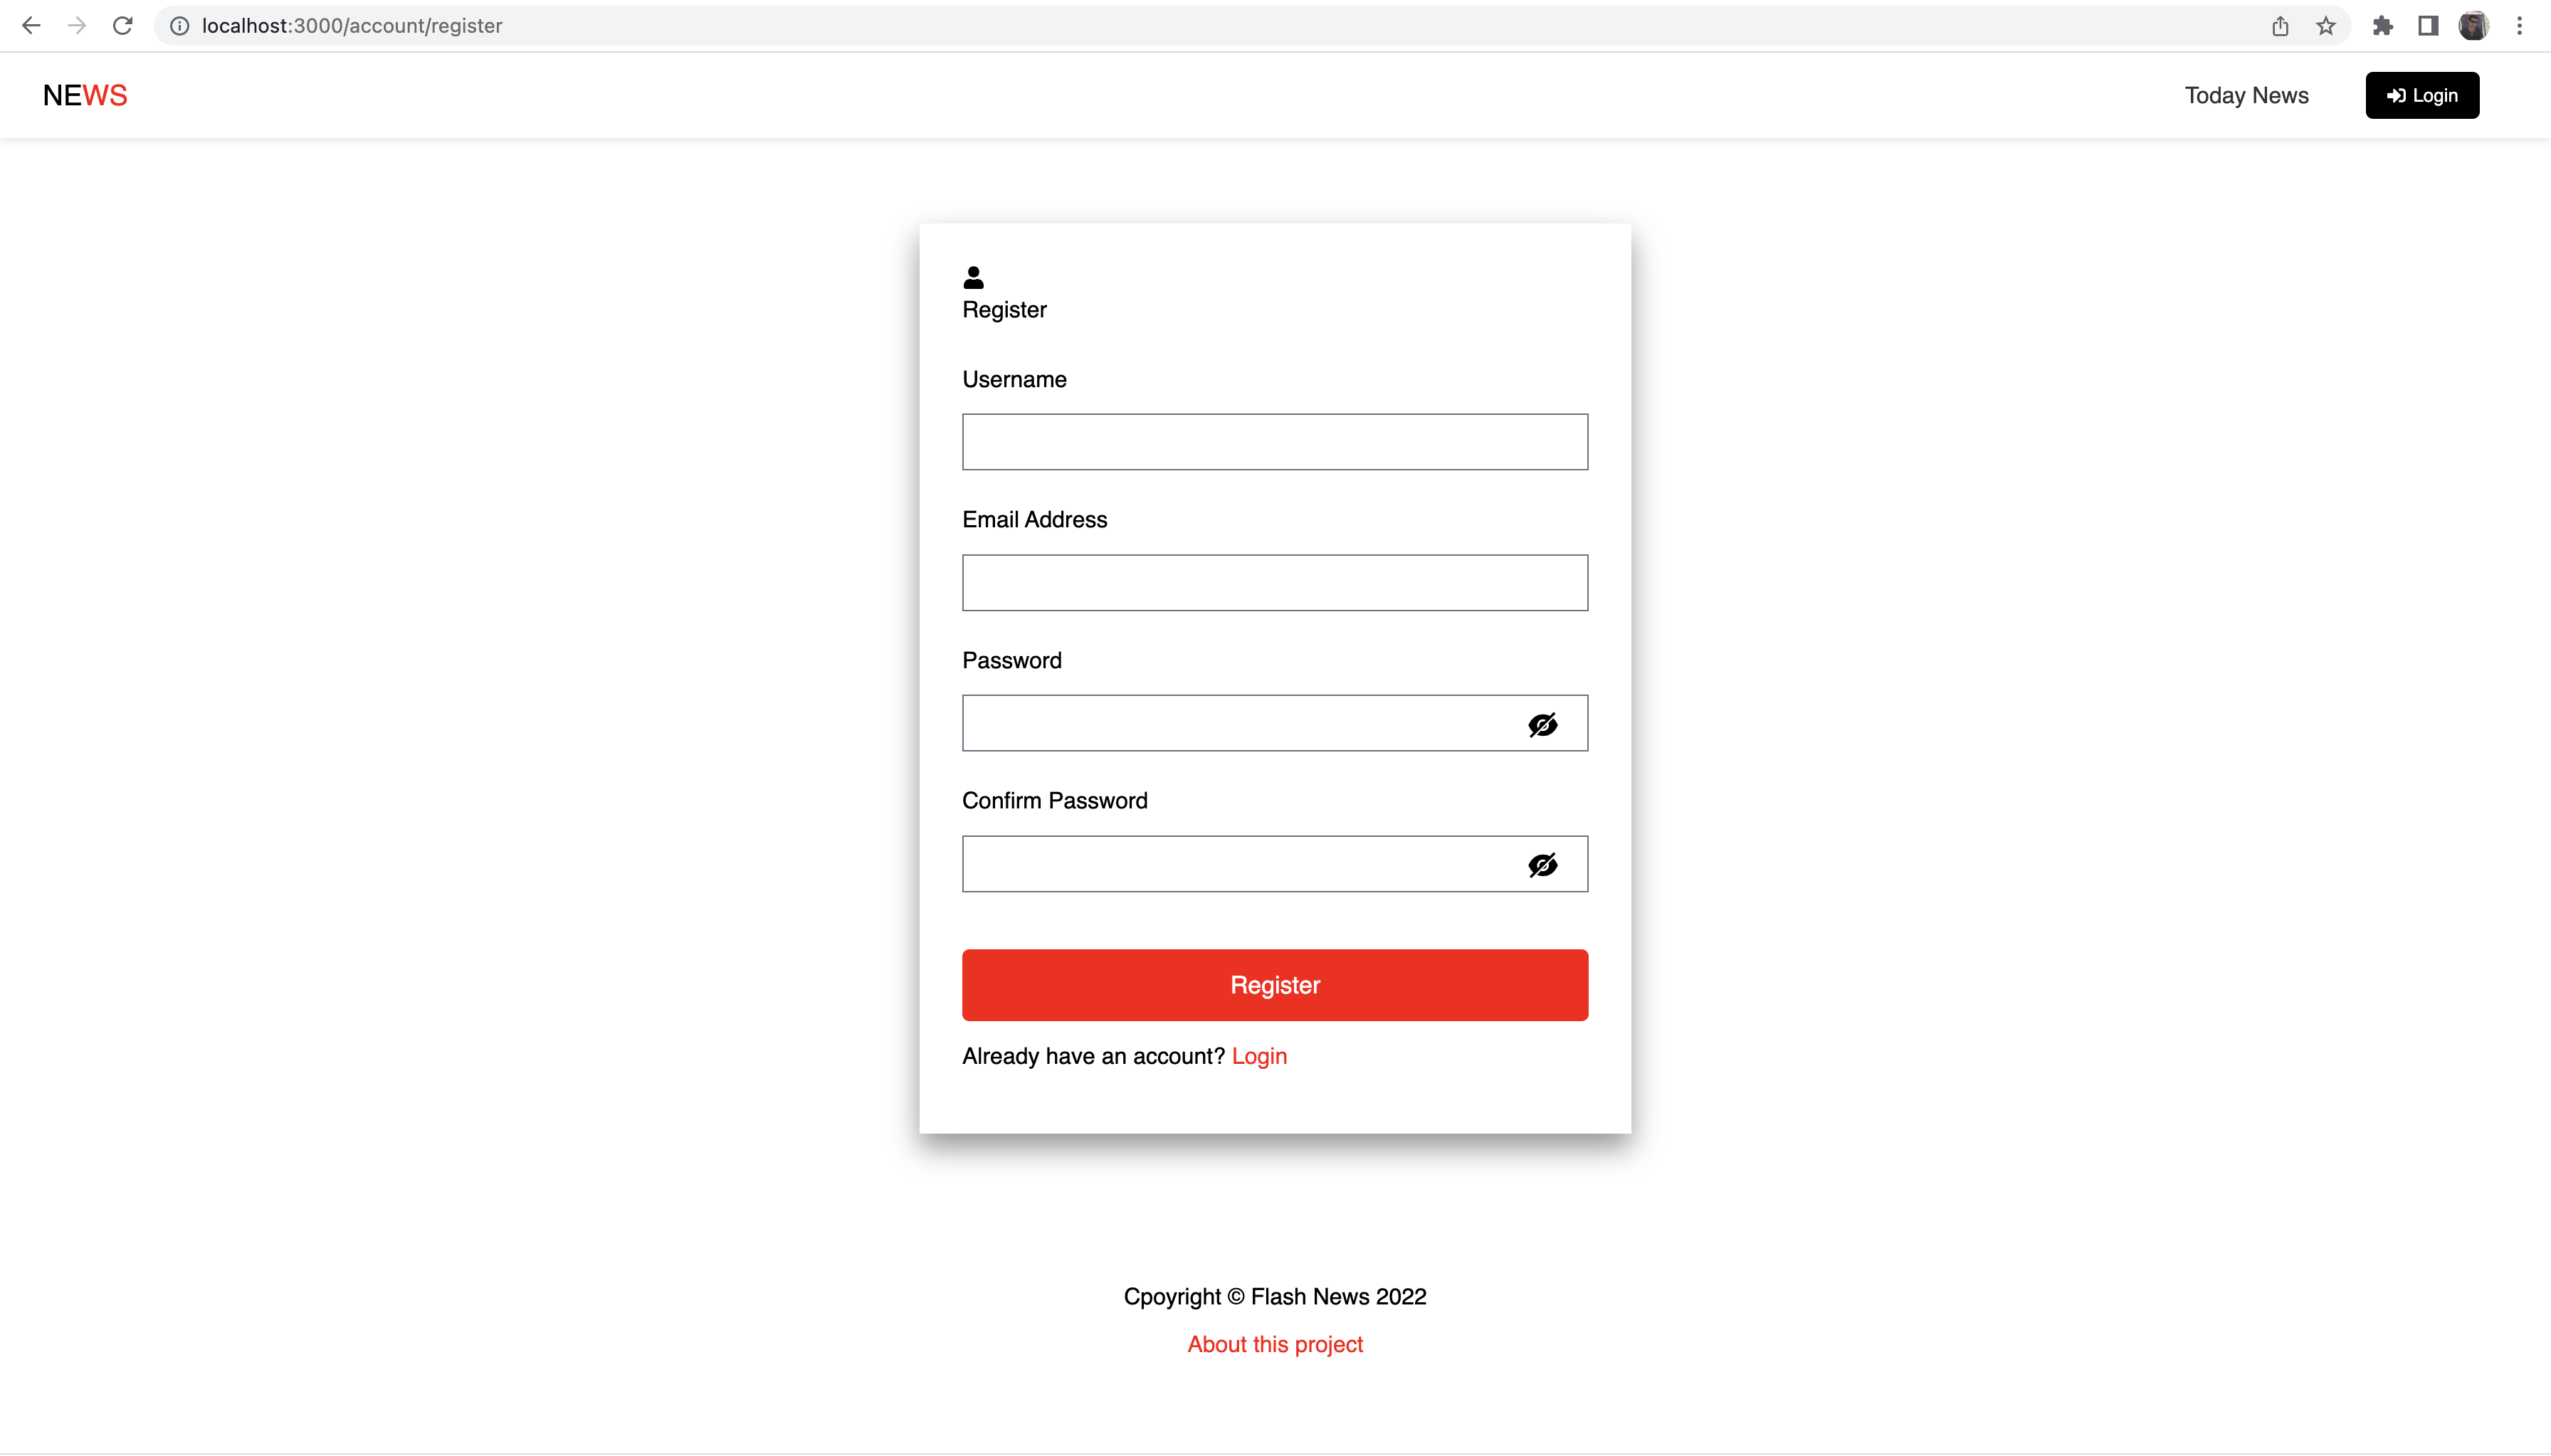 localhost:3000/account/register
NEWS
Today News
Login
Register
Username
Email Address
Password
Confirm Password
Register
Already have an account? Login
Cpoyright © Flash News 2022
About this project